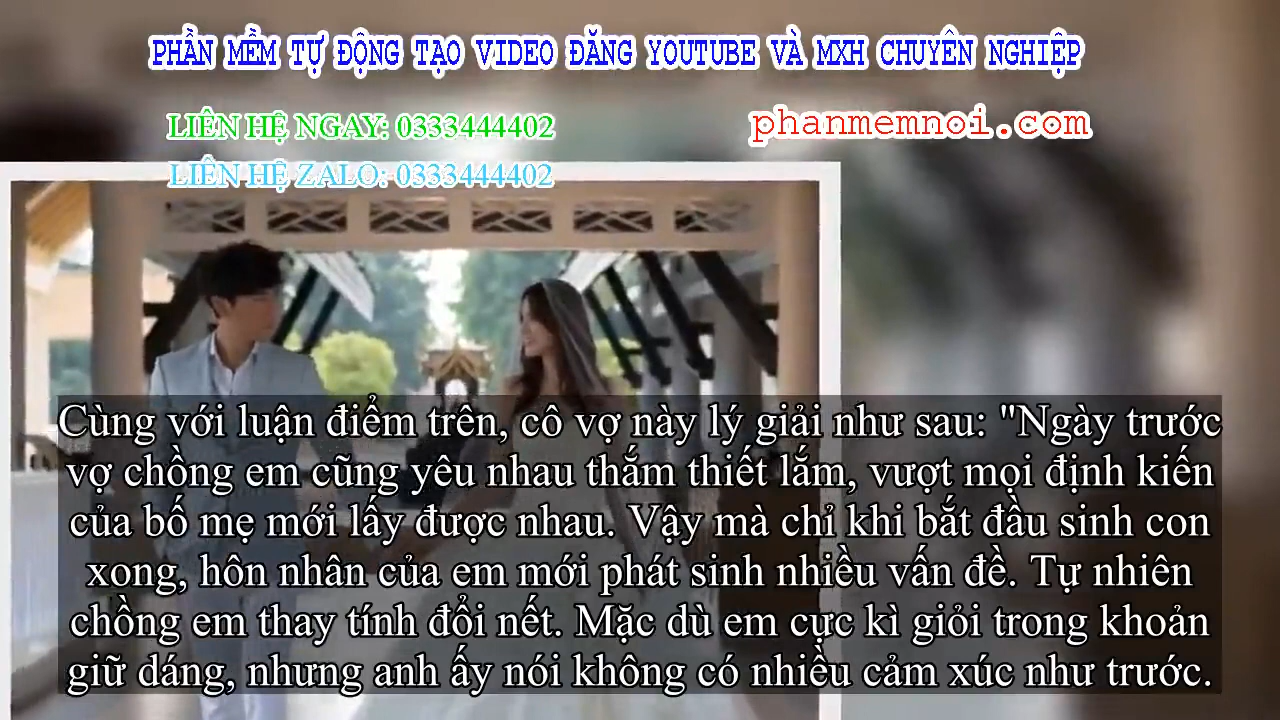 PHẦN MỀM TỰ ĐỘNG TẠO VIDEO ĐĂNG YOUTUBE VÀ MXH CHUYÊN NGHIỆP
LIÊN HỆ NGAY: 0333444402
phanmemnoi.com
LIÊN HỆ ZALO: 0333444402
Cùng với luận điểm trên, cô vợ này lý giải như sau: "Ngày trước
vợ chồng em cũng yêu nhau thắm thiết lắm, vượt mọi định kiến
của bố mẹ mới lấy được nhau. Vậy mà chỉ khi bắt đầu sinh con
xong, hôn nhân của em mới phát sinh nhiều vấn đề. Tự nhiên
chồng em thay tính đổi nết. Mặc dù em cực kì giỏi trong khoản
giữ dáng, nhưng anh ấy nói không có nhiều cảm xúc như trước.